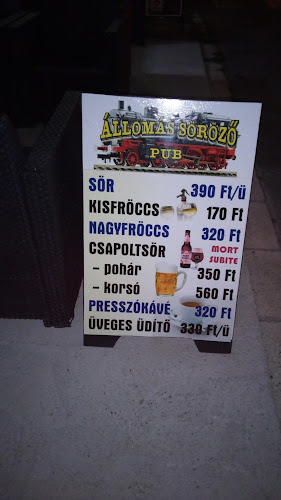 ÁLLOMÁS SÖRÖZŐ
PUB
SÖR 390 Ft/ü
KISFRÖCCS 170 Ft
NAGYFRÖCCS 320 Ft
CSAPOLTSÖR MORT SUBITE
– pohár 350 Ft
– korsó 560 Ft
PRESSZÓKÁVÉ 320 Ft
ÜVEGES ÜDÍTŐ 330 Ft/ü